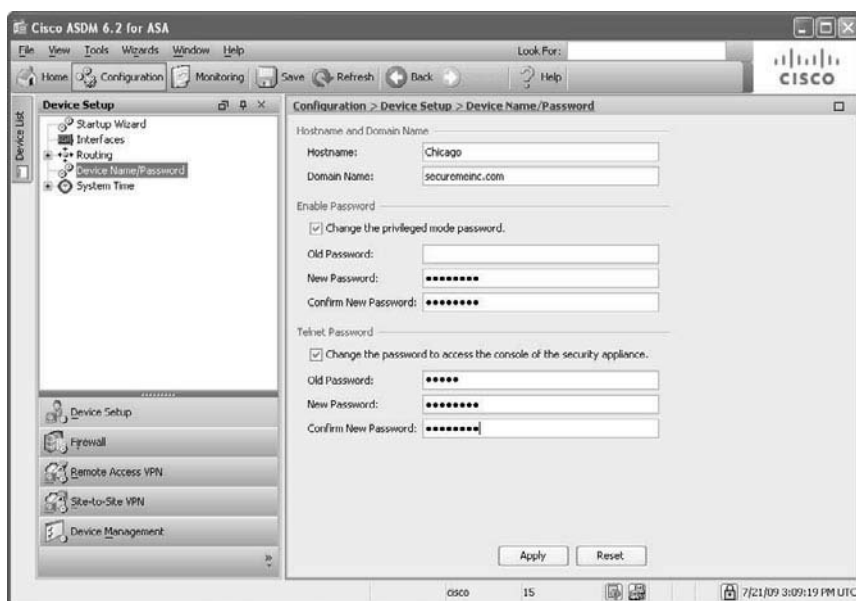 Cisco ASDM 6.2 for ASA
File View Tools Wizards Window Help Look For:
Home Configuration Monitoring Save Refresh Back Help
CISCO
Device List
Device Setup
Startup Wizard
Interfaces
Routing
Device Name/Password
System Time
Device Setup
Firewall
Remote Access VPN
Site-to-Site VPN
Device Management
Configuration > Device Setup > Device Name/Password
Hostname and Domain Name
Hostname: Chicago
Domain Name: securemeinc.com
Enable Password
Change the privileged mode password.
Old Password:
New Password: ••••••••
Confirm New Password: ••••••••
Telnet Password
Change the password to access the console of the security appliance.
Old Password: •••••
New Password: ••••••••
Confirm New Password: ••••••••
Apply Reset
cisco 15 7/21/09 3:09:19 PM UTC